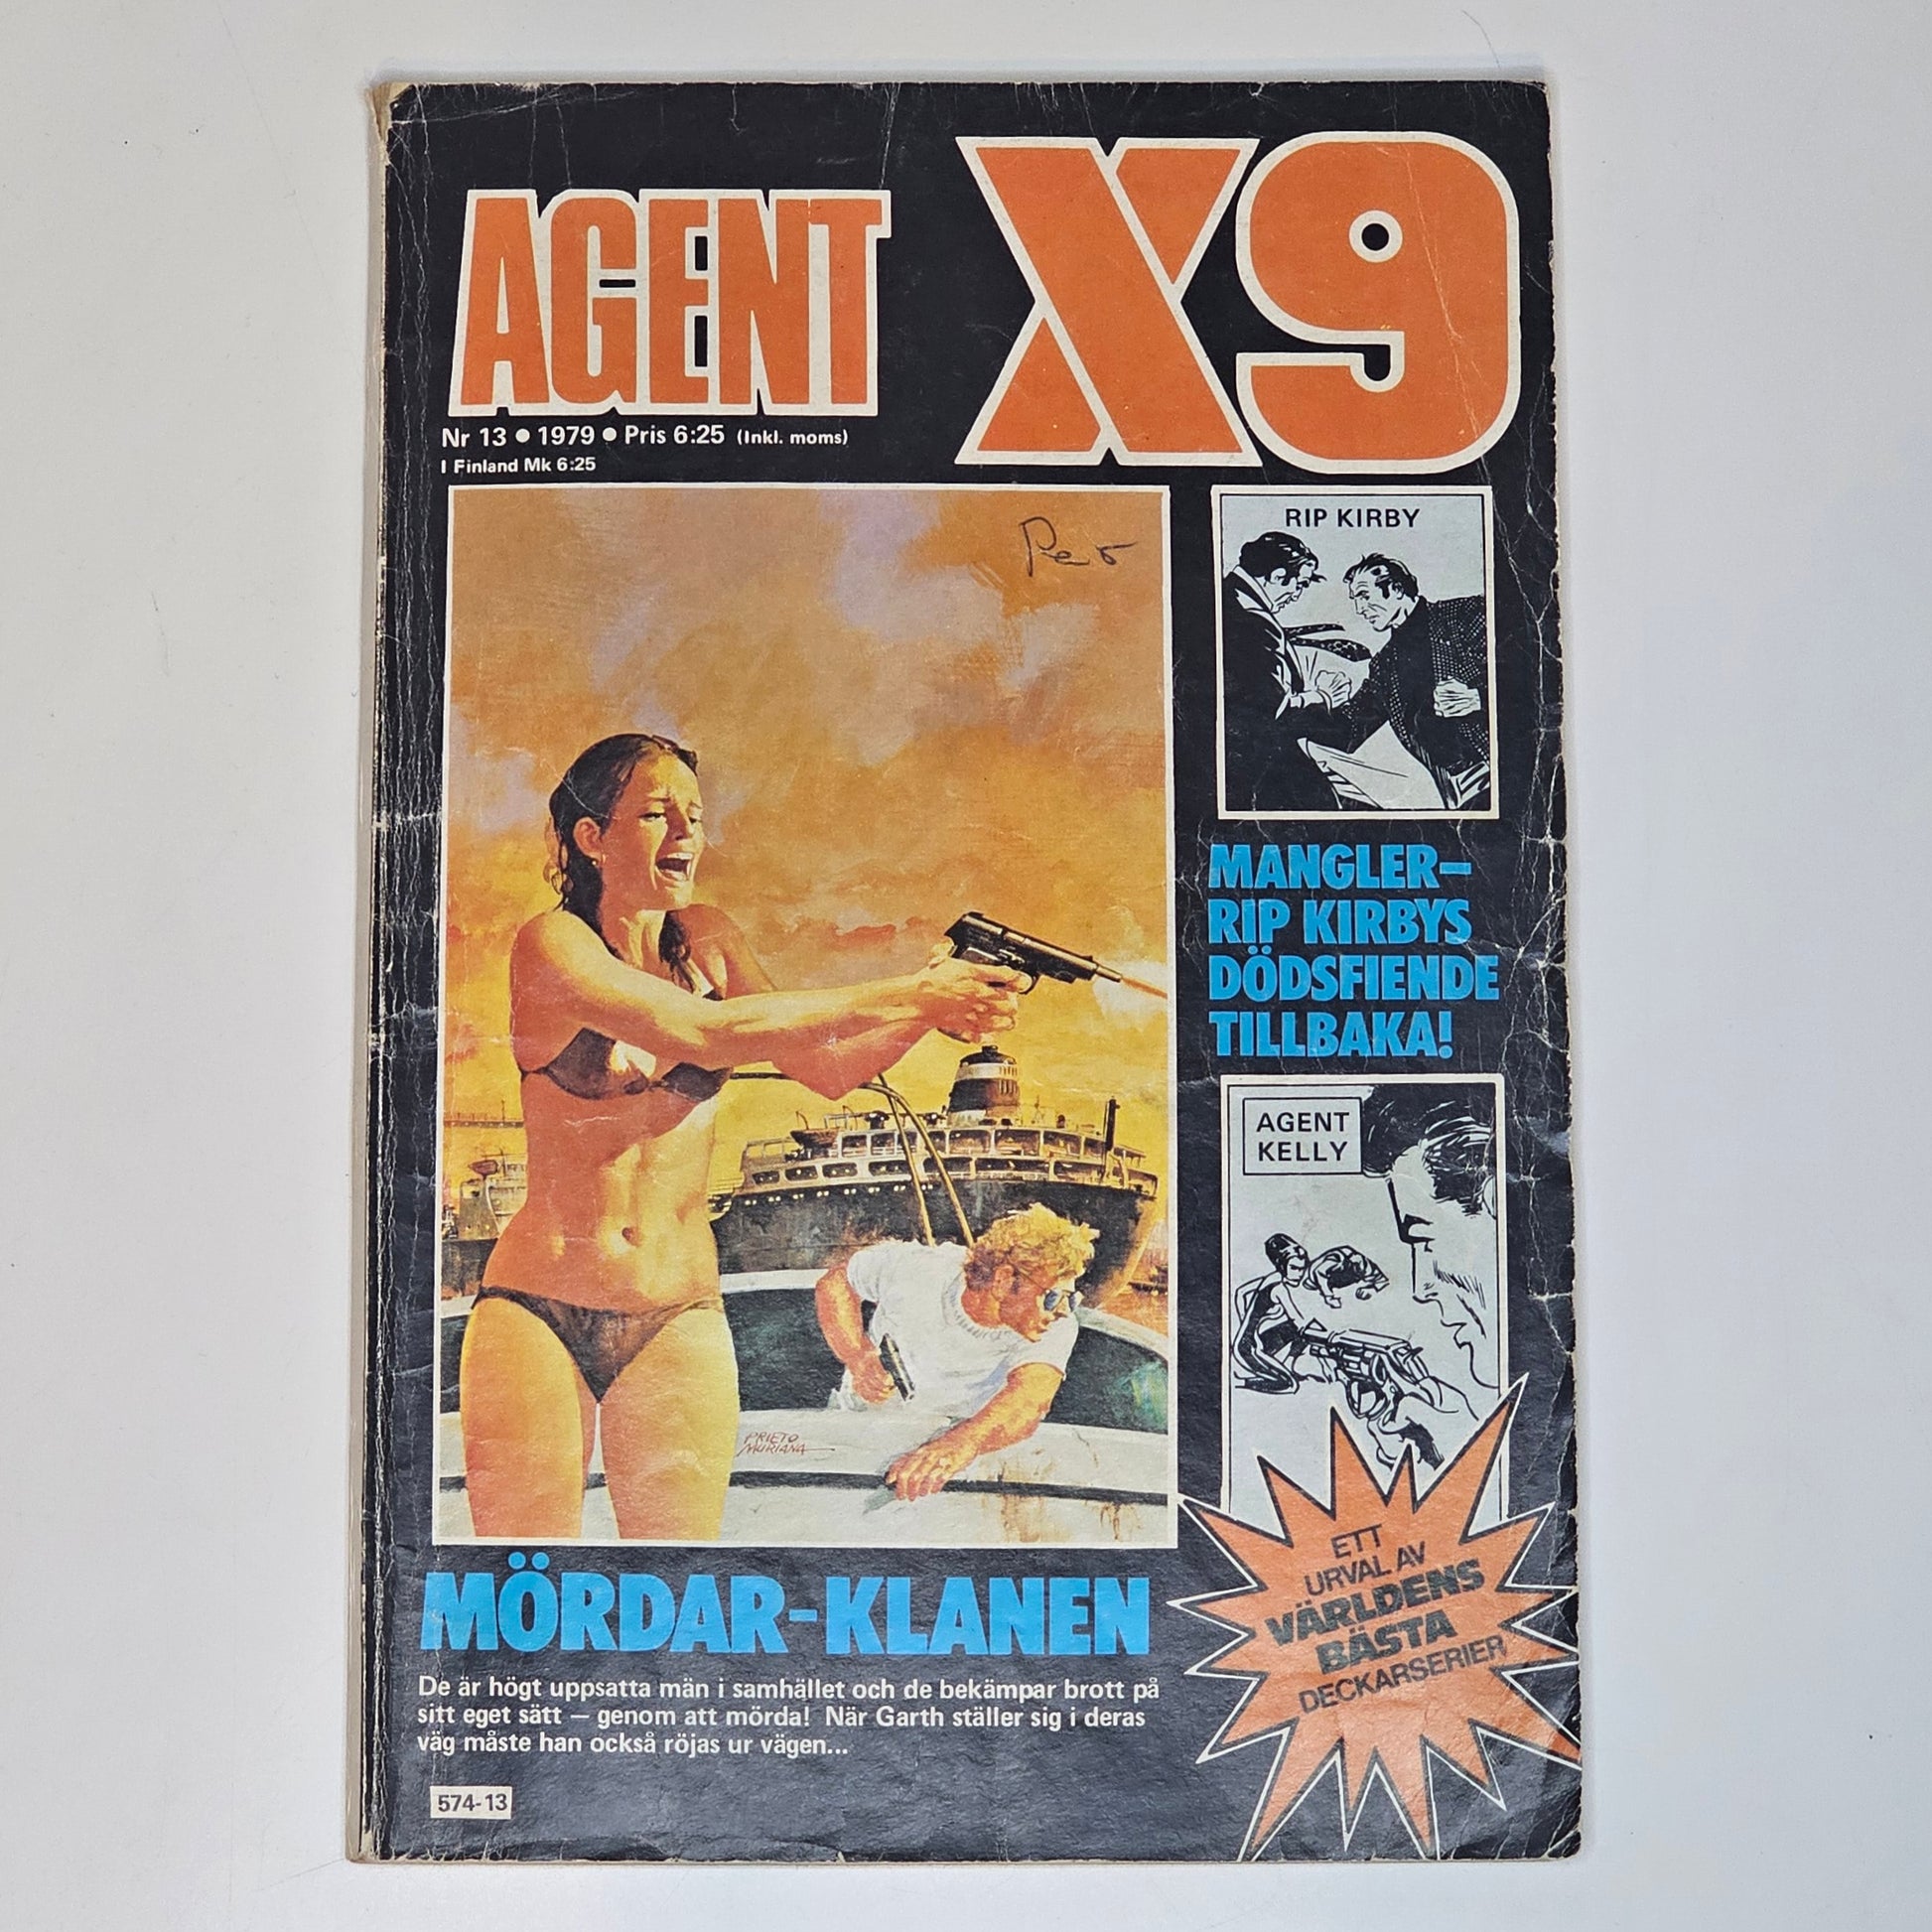 AGENT X9
Nr 13 • 1979 • Pris 6:25 (Inkl. moms)
I Finland Mk 6:25
RIP KIRBY
MANGLER–
RIP KIRBYS
DÖDSFIENDE
TILLBAKA!
AGENT
KELLY
PRIETO
MURIANA
ETT
URVAL AV
VÄRLDENS
BÄSTA
DECKARSERIER
MÖRDAR-KLANEN
De är högt uppsatta män i samhället och de bekämpar brott på
sitt eget sätt — genom att mörda! När Garth ställer sig i deras
väg måste han också röjas ur vägen...
574-13